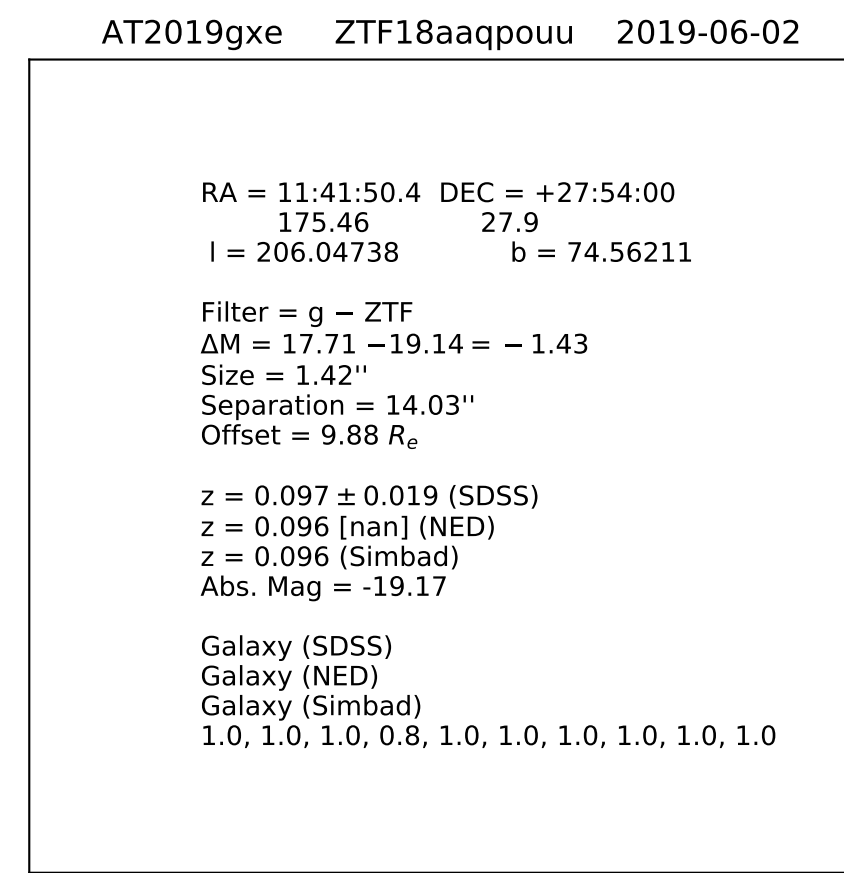 AT2019gxe ZTF18aaqpouu 2019-06-02
RA = 11:41:50.4 DEC = +27:54:00
175.46 27.9
l = 206.04738 b = 74.56211
Filter = g − ZTF
ΔM = 17.71 −19.14 = − 1.43
Size = 1.42''
Separation = 14.03''
Offset = 9.88 Rₑ
z = 0.097 ± 0.019 (SDSS)
z = 0.096 [nan] (NED)
z = 0.096 (Simbad)
Abs. Mag = -19.17
Galaxy (SDSS)
Galaxy (NED)
Galaxy (Simbad)
1.0, 1.0, 1.0, 0.8, 1.0, 1.0, 1.0, 1.0, 1.0, 1.0